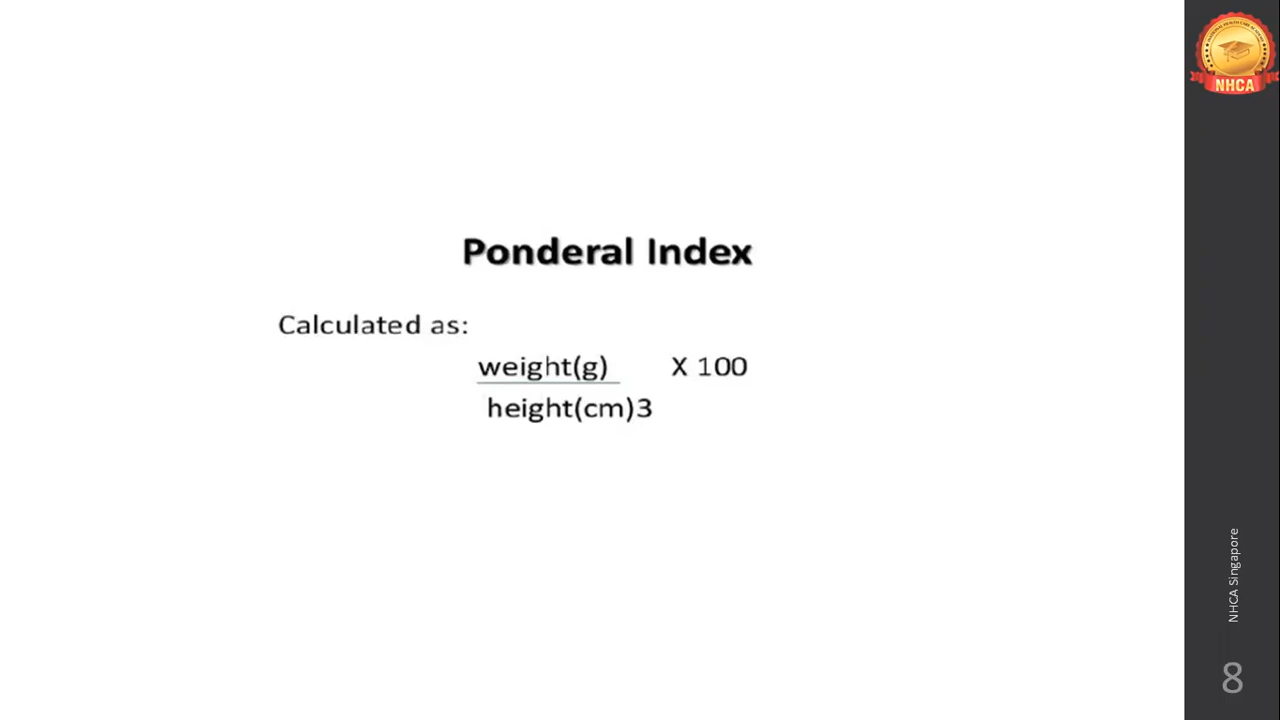 Ponderal Index
Calculated as:
weight(g) X 100
height(cm)3
NHCA
NHCA Singapore
8